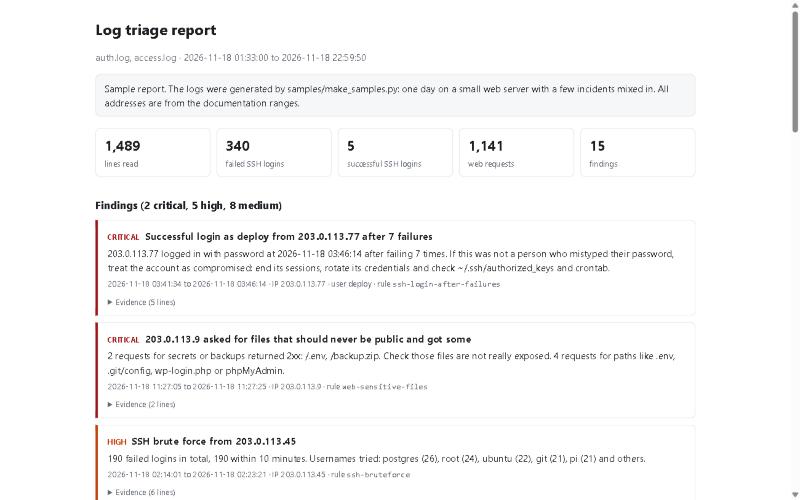 Log triage report
auth.log, access.log · 2026-11-18 01:33:00 to 2026-11-18 22:59:50
Sample report. The logs were generated by samples/make_samples.py: one day on a small web server with a few incidents mixed in. All
addresses are from the documentation ranges.
1,489
lines read
340
failed SSH logins
5
successful SSH logins
1,141
web requests
15
findings
Findings (2 critical, 5 high, 8 medium)
CRITICAL Successful login as deploy from 203.0.113.77 after 7 failures
203.0.113.77 logged in with password at 2026-11-18 03:46:14 after failing 7 times. If this was not a person who mistyped their password,
treat the account as compromised: end its sessions, rotate its credentials and check ~/.ssh/authorized_keys and crontab.
2026-11-18 03:41:34 to 2026-11-18 03:46:14 · IP 203.0.113.77 · user deploy · rule ssh-login-after-failures
▶ Evidence (5 lines)
CRITICAL 203.0.113.9 asked for files that should never be public and got some
2 requests for secrets or backups returned 2xx: /.env, /backup.zip. Check those files are not really exposed. 4 requests for paths like .env,
.git/config, wp-login.php or phpMyAdmin.
2026-11-18 11:27:05 to 2026-11-18 11:27:25 · IP 203.0.113.9 · rule web-sensitive-files
▶ Evidence (2 lines)
HIGH SSH brute force from 203.0.113.45
190 failed logins in total, 190 within 10 minutes. Usernames tried: postgres (26), root (24), ubuntu (22), git (21), pi (21) and others.
2026-11-18 02:14:01 to 2026-11-18 02:23:21 · IP 203.0.113.45 · rule ssh-bruteforce
▶ Evidence (6 lines)